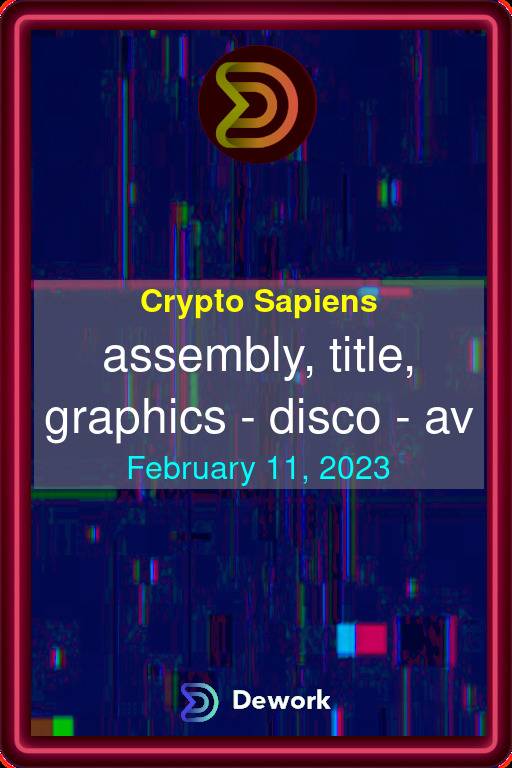 Crypto Sapiens
assembly, title,
graphics - disco - av
February 11, 2023
Dework